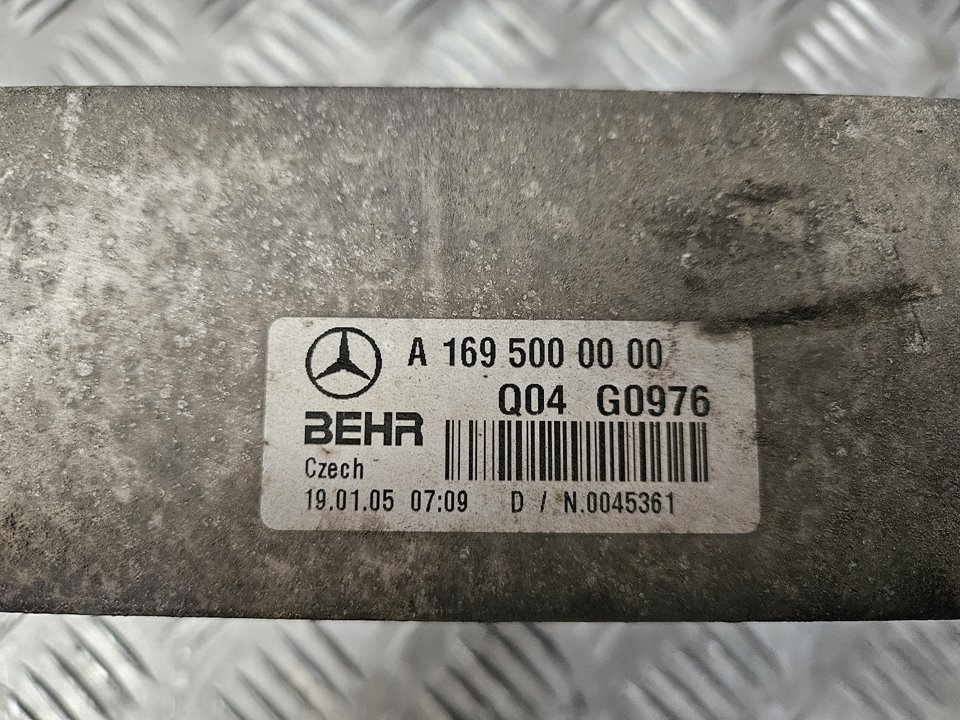 A 169 500 00 00
Q04 G0976
BEHR
Czech
19.01.05 07:09 D / N.0045361